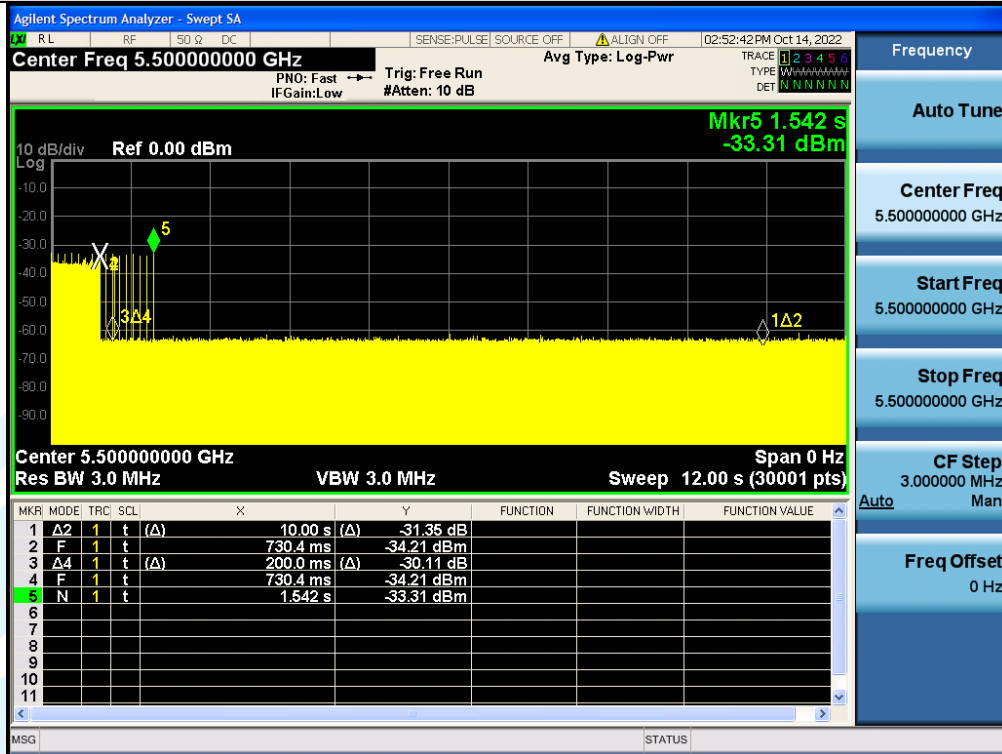 Agilent Spectrum Analyzer - Swept SA
LXI RL RF 50 Ω DC SENSE:PULSE SOURCE OFF ALIGN OFF 02:52:42 PM Oct 14, 2022
Center Freq 5.500000000 GHz
PNO: Fast
IFGain:Low
Trig: Free Run
#Atten: 10 dB
Avg Type: Log-Pwr
TRACE 1 2 3 4 5 6
TYPE W
DET N N N N N N
Mkr5 1.542 s
-33.31 dBm
10 dB/div Ref 0.00 dBm
Log
-10.0
-20.0
-30.0
-40.0
-50.0
-60.0
-70.0
-80.0
-90.0
5
X
2
3Δ4
1Δ2
Center 5.500000000 GHz Span 0 Hz
Res BW 3.0 MHz VBW 3.0 MHz Sweep 12.00 s (30001 pts)
MKR MODE TRC SCL X Y FUNCTION FUNCTION WIDTH FUNCTION VALUE
1 Δ2 1 t (Δ) 10.00 s (Δ) -31.35 dB
2 F 1 t 730.4 ms -34.21 dBm
3 Δ4 1 t (Δ) 200.0 ms (Δ) -30.11 dB
4 F 1 t 730.4 ms -34.21 dBm
5 N 1 t 1.542 s -33.31 dBm
6
7
8
9
10
11
MSG STATUS
Frequency
Auto Tune
Center Freq
5.500000000 GHz
Start Freq
5.500000000 GHz
Stop Freq
5.500000000 GHz
CF Step
3.000000 MHz
Auto Man
Freq Offset
0 Hz